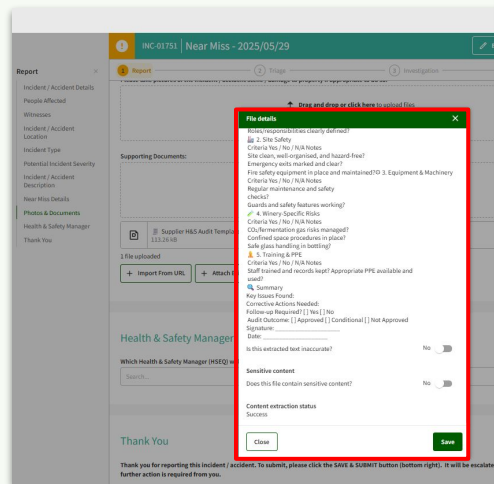 INC-01751 | Near Miss - 2025/05/29
Report
1 Report
2 Triage
3 Investigation
Incident / Accident Details
People Affected
Witnesses
Incident / Accident
Location
Incident Type
Potential Incident Severity
Incident / Accident
Description
Near Miss Details
Photos & Documents
Health & Safety Manager
Thank You
Drag and drop or click here to upload files
Supporting Documents:
Supplier H&S Audit Templa
113.26 kB
1 file uploaded
+ Import From URL
+ Attach
Health & Safety Manager
Which Health & Safety Manager (HSEQ) w
Search...
Thank You
Thank you for reporting this incident / accident. To submit, please click the SAVE & SUBMIT button (bottom right). It will be escalate
further action is required from you.
File details
Roles/responsibilities clearly defined?
2. Site Safety
Criteria Yes / No / N/A Notes
Site clean, well-organised, and hazard-free?
Emergency exits marked and clear?
Fire safety equipment in place and maintained?⚙ 3. Equipment & Machinery
Criteria Yes / No / N/A Notes
Regular maintenance and safety
checks?
Guards and safety features working?
4. Winery-Specific Risks
Criteria Yes / No / N/A Notes
CO₂/fermentation gas risks managed?
Confined space procedures in place?
Safe glass handling in bottling?
5. Training & PPE
Criteria Yes / No / N/A Notes
Staff trained and records kept? Appropriate PPE available and
used?
Summary
Key Issues Found:
Corrective Actions Needed:
Follow-up Required? [ ] Yes [ ] No
Audit Outcome: [ ] Approved [ ] Conditional [ ] Not Approved
Signature: ____________________
Date: ____________________
Is this extracted text inaccurate? No
Sensitive content
Does this file contain sensitive content? No
Content extraction status
Success
Close
Save